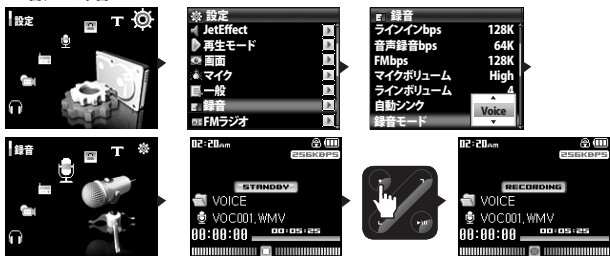 設定
T
設定
JetEffect
再生モード
画面
マイク
一般
録音
FMラジオ
録音
ラインインbps 128K
音声録音bps 64K
FMbps 128K
マイクボリューム High
ラインボリューム 4
自動シンク
録音モード Voice
録音
T
02:20AM
256KBPS
STANDBY
VOICE
VOC001,WMV
00:00:00 00:05:25
02:20AM
256KBPS
RECORDING
VOICE
VOC001,WMV
00:00:00 00:05:25